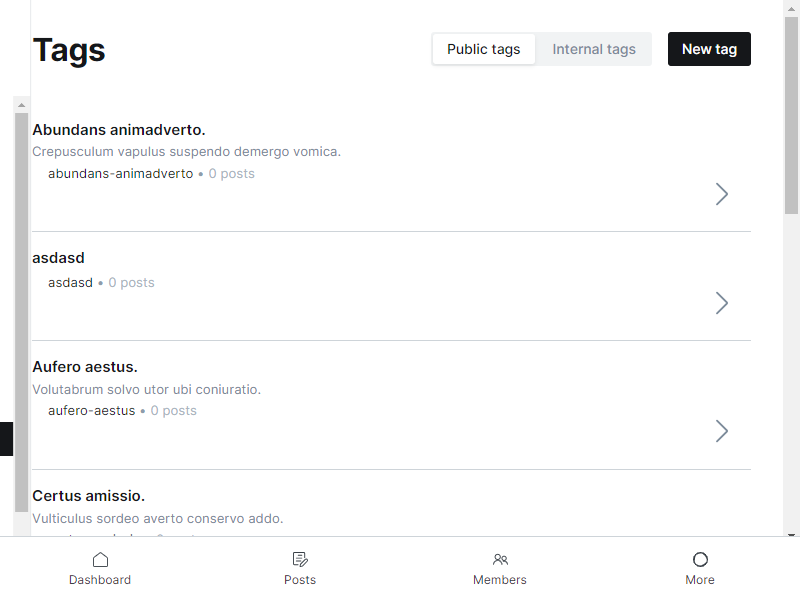 Tags
Public tags
Internal tags
New tag
Abundans animadverto.
Crepusculum vapulus suspendo demergo vomica.
abundans-animadverto • 0 posts
asdasd
asdasd • 0 posts
Aufero aestus.
Volutabrum solvo utor ubi coniuratio.
aufero-aestus • 0 posts
Certus amissio.
Vulticulus sordeo averto conservo addo.
Dashboard
Posts
Members
More